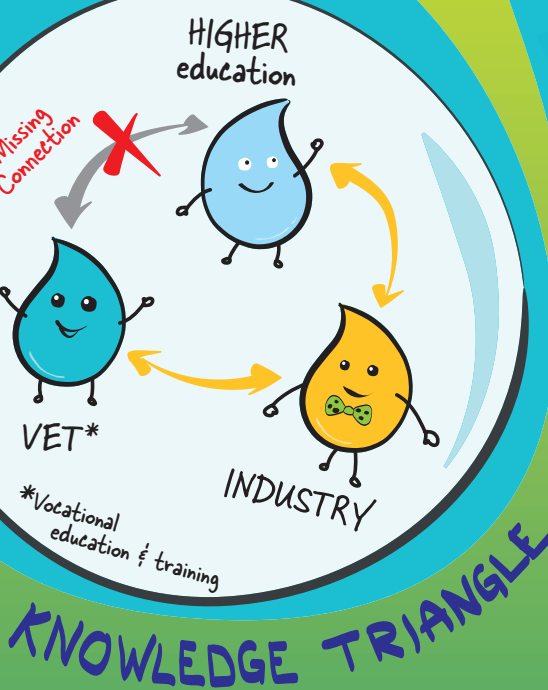 HIGHER
education
Missing
Connection
VET*
INDUSTRY
*Vocational
education & training
KNOWLEDGE TRIANGLE